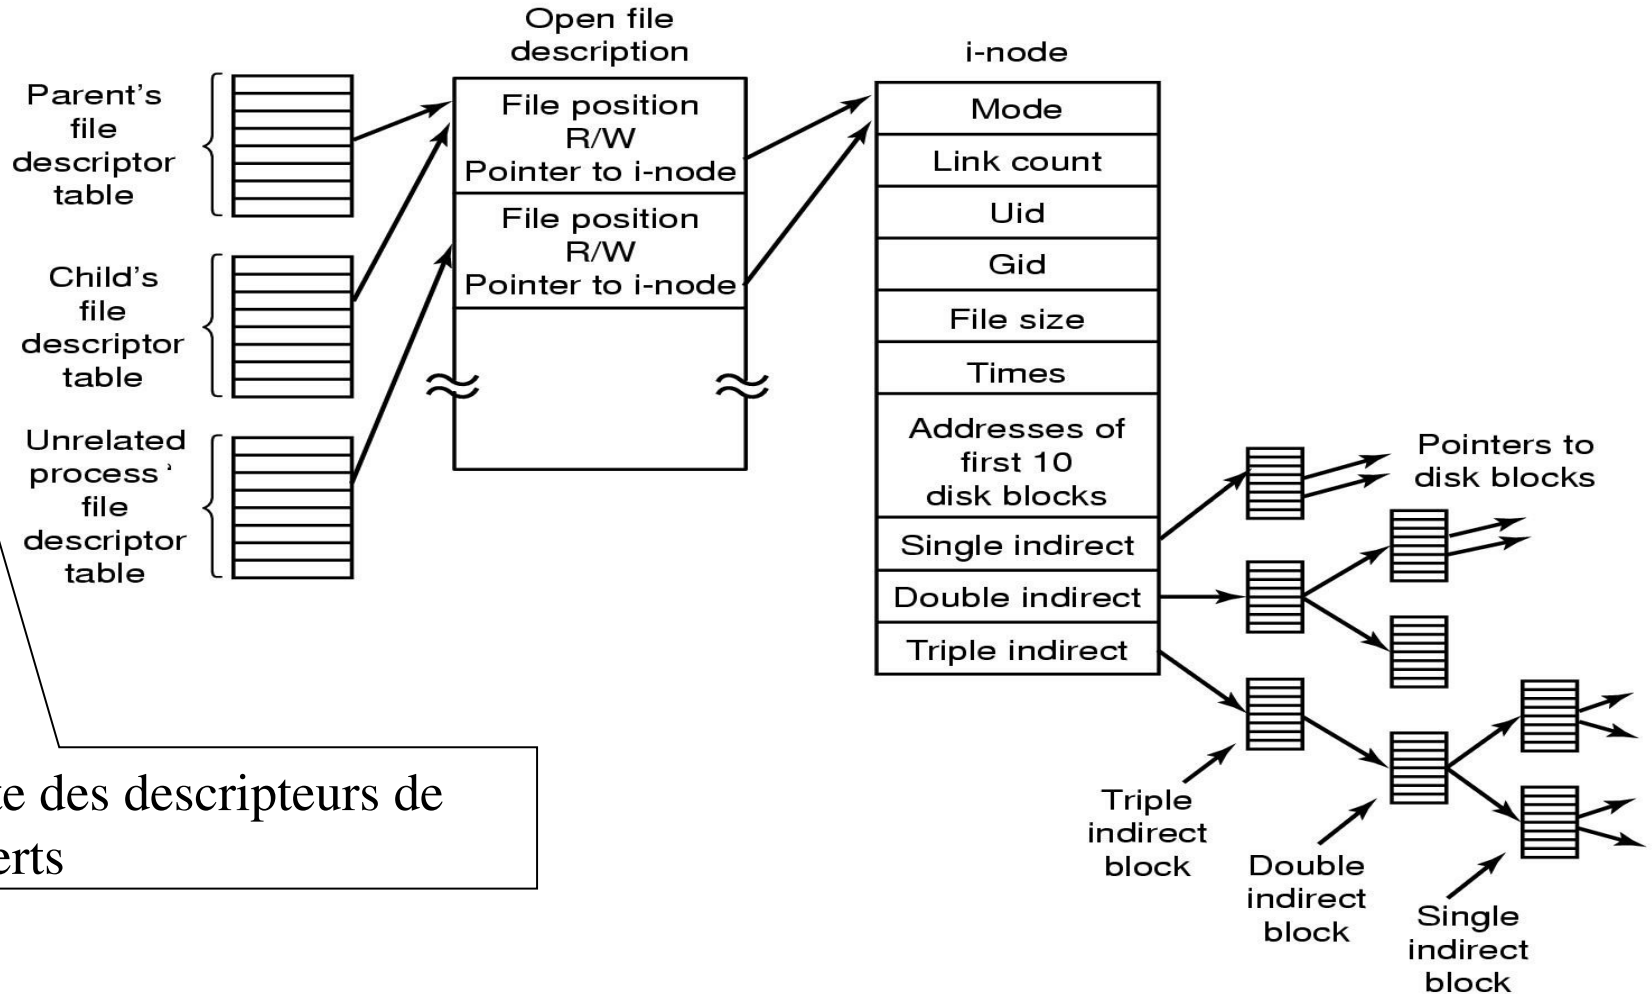 Open file
description
i-node
Parent's
file
descriptor
table
Child's
file
descriptor
table
Unrelated
process'
file
descriptor
table
File position
R/W
Pointer to i-node
File position
R/W
Pointer to i-node
Mode
Link count
Uid
Gid
File size
Times
Addresses of
first 10
disk blocks
Single indirect
Double indirect
Triple indirect
Pointers to
disk blocks
Triple
indirect
block
Double
indirect
block
Single
indirect
block
des descripteurs de